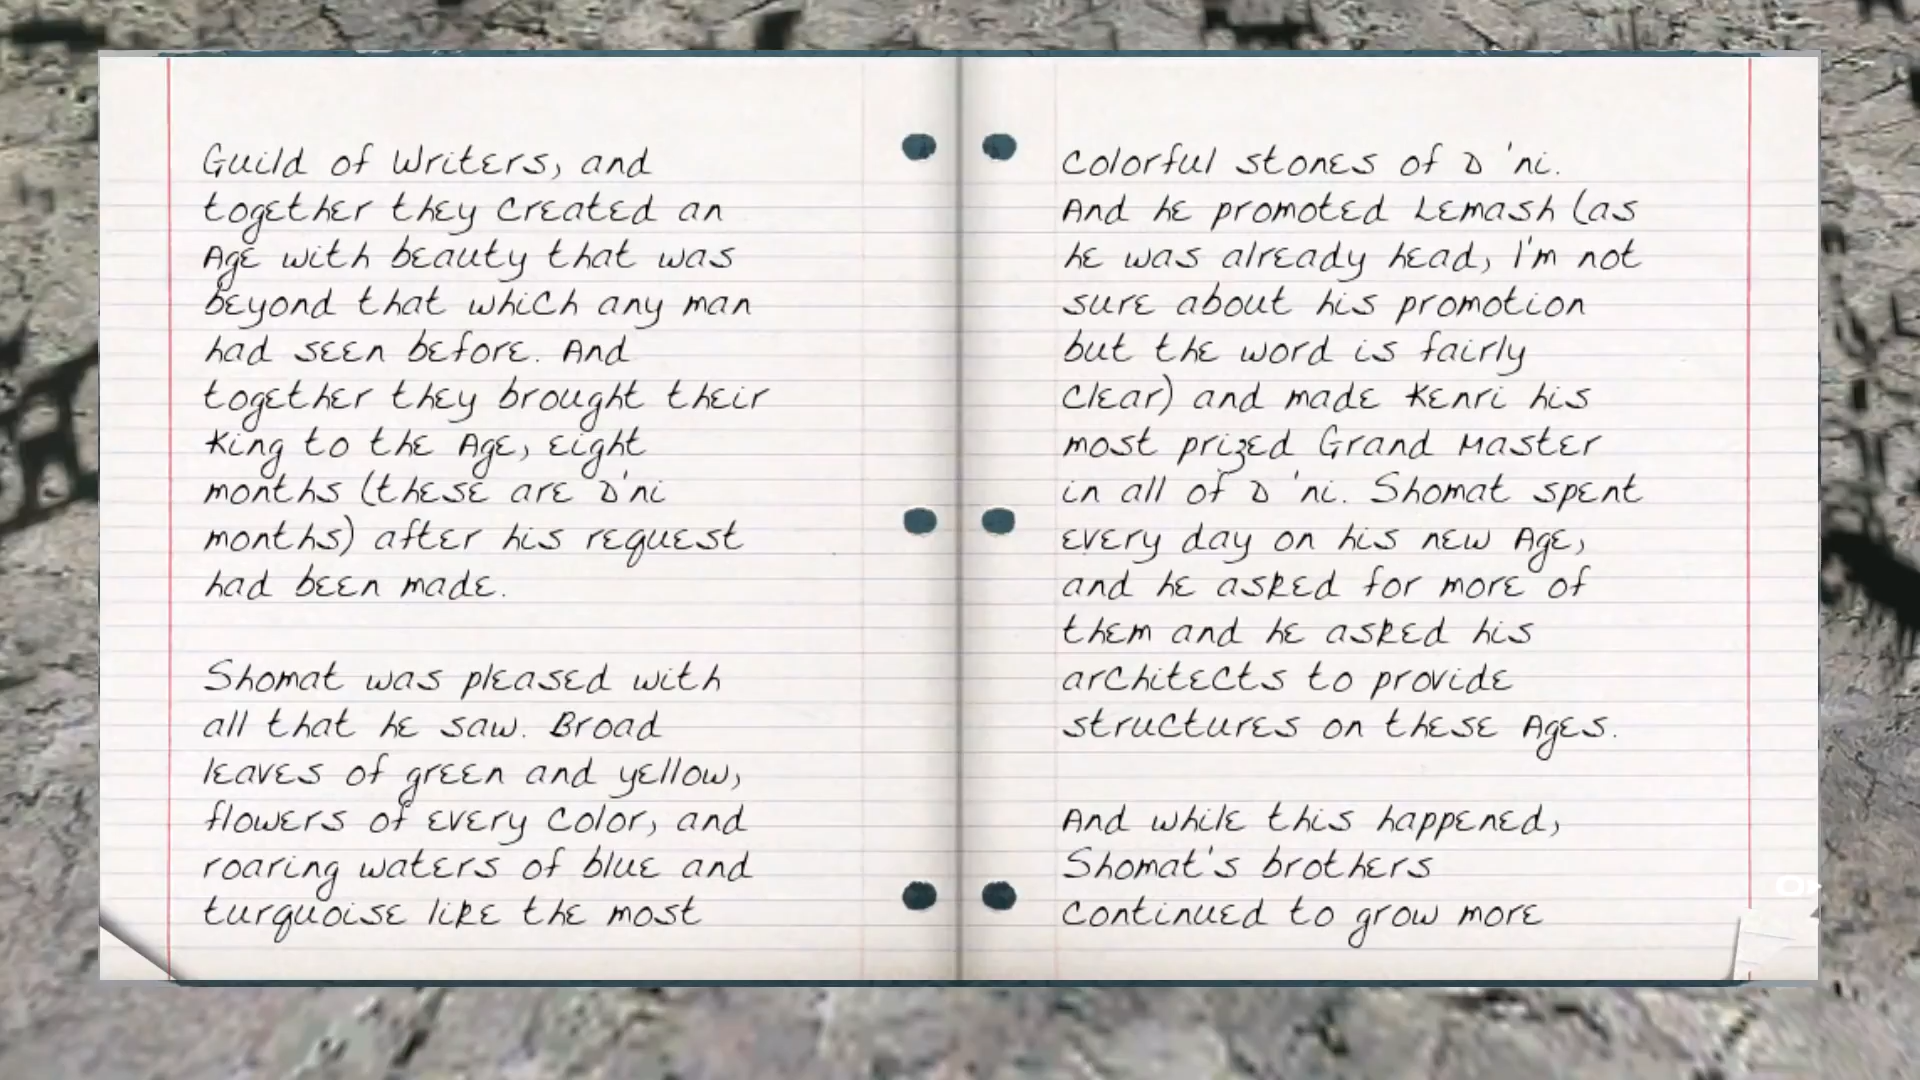 Guild of Writers, and
together they created an
Age with beauty that was
beyond that which any man
had seen before. And
together they brought their
King to the Age, eight
months (these are D'ni
months) after his request
had been made.
Shomat was pleased with
all that he saw. Broad
leaves of green and yellow,
flowers of every color, and
roaring waters of blue and
turquoise like the most
colorful stones of D 'ni.
And he promoted Lemash (as
he was already head, I'm not
sure about his promotion
but the word is fairly
clear) and made Kenri his
most prized Grand Master
in all of D 'ni. Shomat spent
every day on his new Age,
and he asked for more of
them and he asked his
architects to provide
structures on these Ages.
And while this happened,
Shomat's brothers
continued to grow more